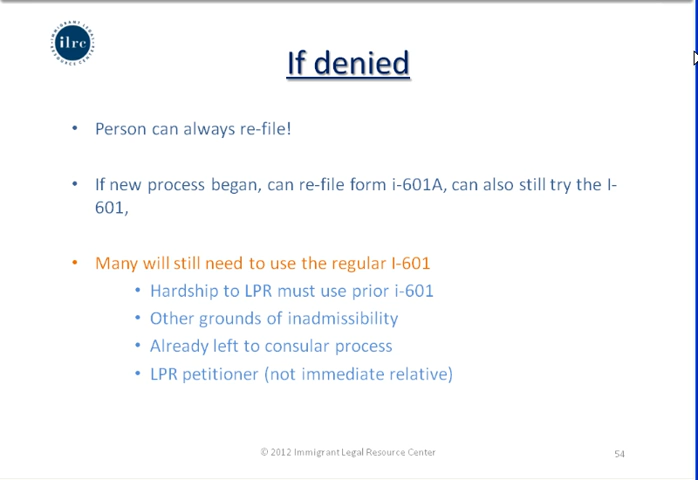 ilrc
If denied
• Person can always re-file!
• If new process began, can re-file form i-601A, can also still try the I-
601,
• Many will still need to use the regular I-601
• Hardship to LPR must use prior i-601
• Other grounds of inadmissibility
• Already left to consular process
• LPR petitioner (not immediate relative)
© 2012 Immigrant Legal Resource Center
54